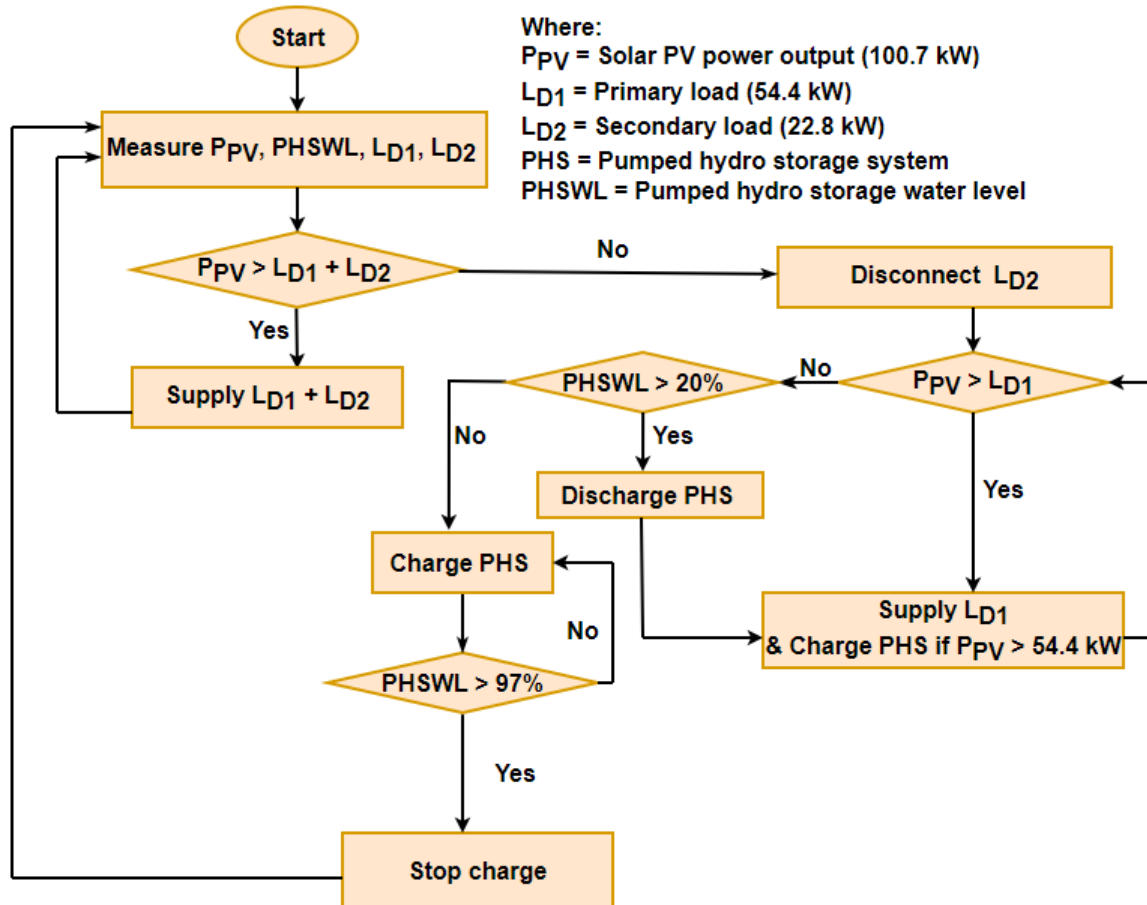 Start
Where:
PPV = Solar PV power output (100.7 kW)
LD1 = Primary load (54.4 kW)
LD2 = Secondary load (22.8 kW)
PHS = Pumped hydro storage system
PHSWL = Pumped hydro storage water level
Measure PPV, PHSWL, LD1, LD2
PPV > LD1 + LD2
No
Disconnect LD2
Yes
Supply LD1 + LD2
PHSWL > 20%
No
PPV > LD1
No
Yes
Yes
Discharge PHS
Charge PHS
No
Supply LD1
& Charge PHS if PPV > 54.4 kW
PHSWL > 97%
Yes
Stop charge